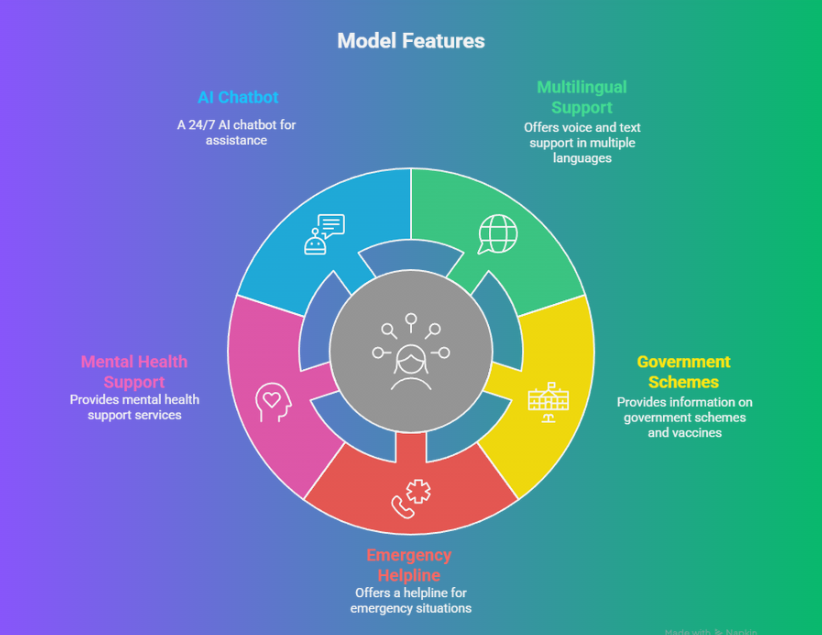 Model Features
AI Chatbot
A 24/7 AI chatbot for
assistance
Multilingual
Support
Offers voice and text
support in multiple
languages
Mental Health
Support
Provides mental health
support services
Government
Schemes
Provides information on
government schemes
and vaccines
Emergency
Helpline
Offers a helpline for
emergency situations
Made with Napkin